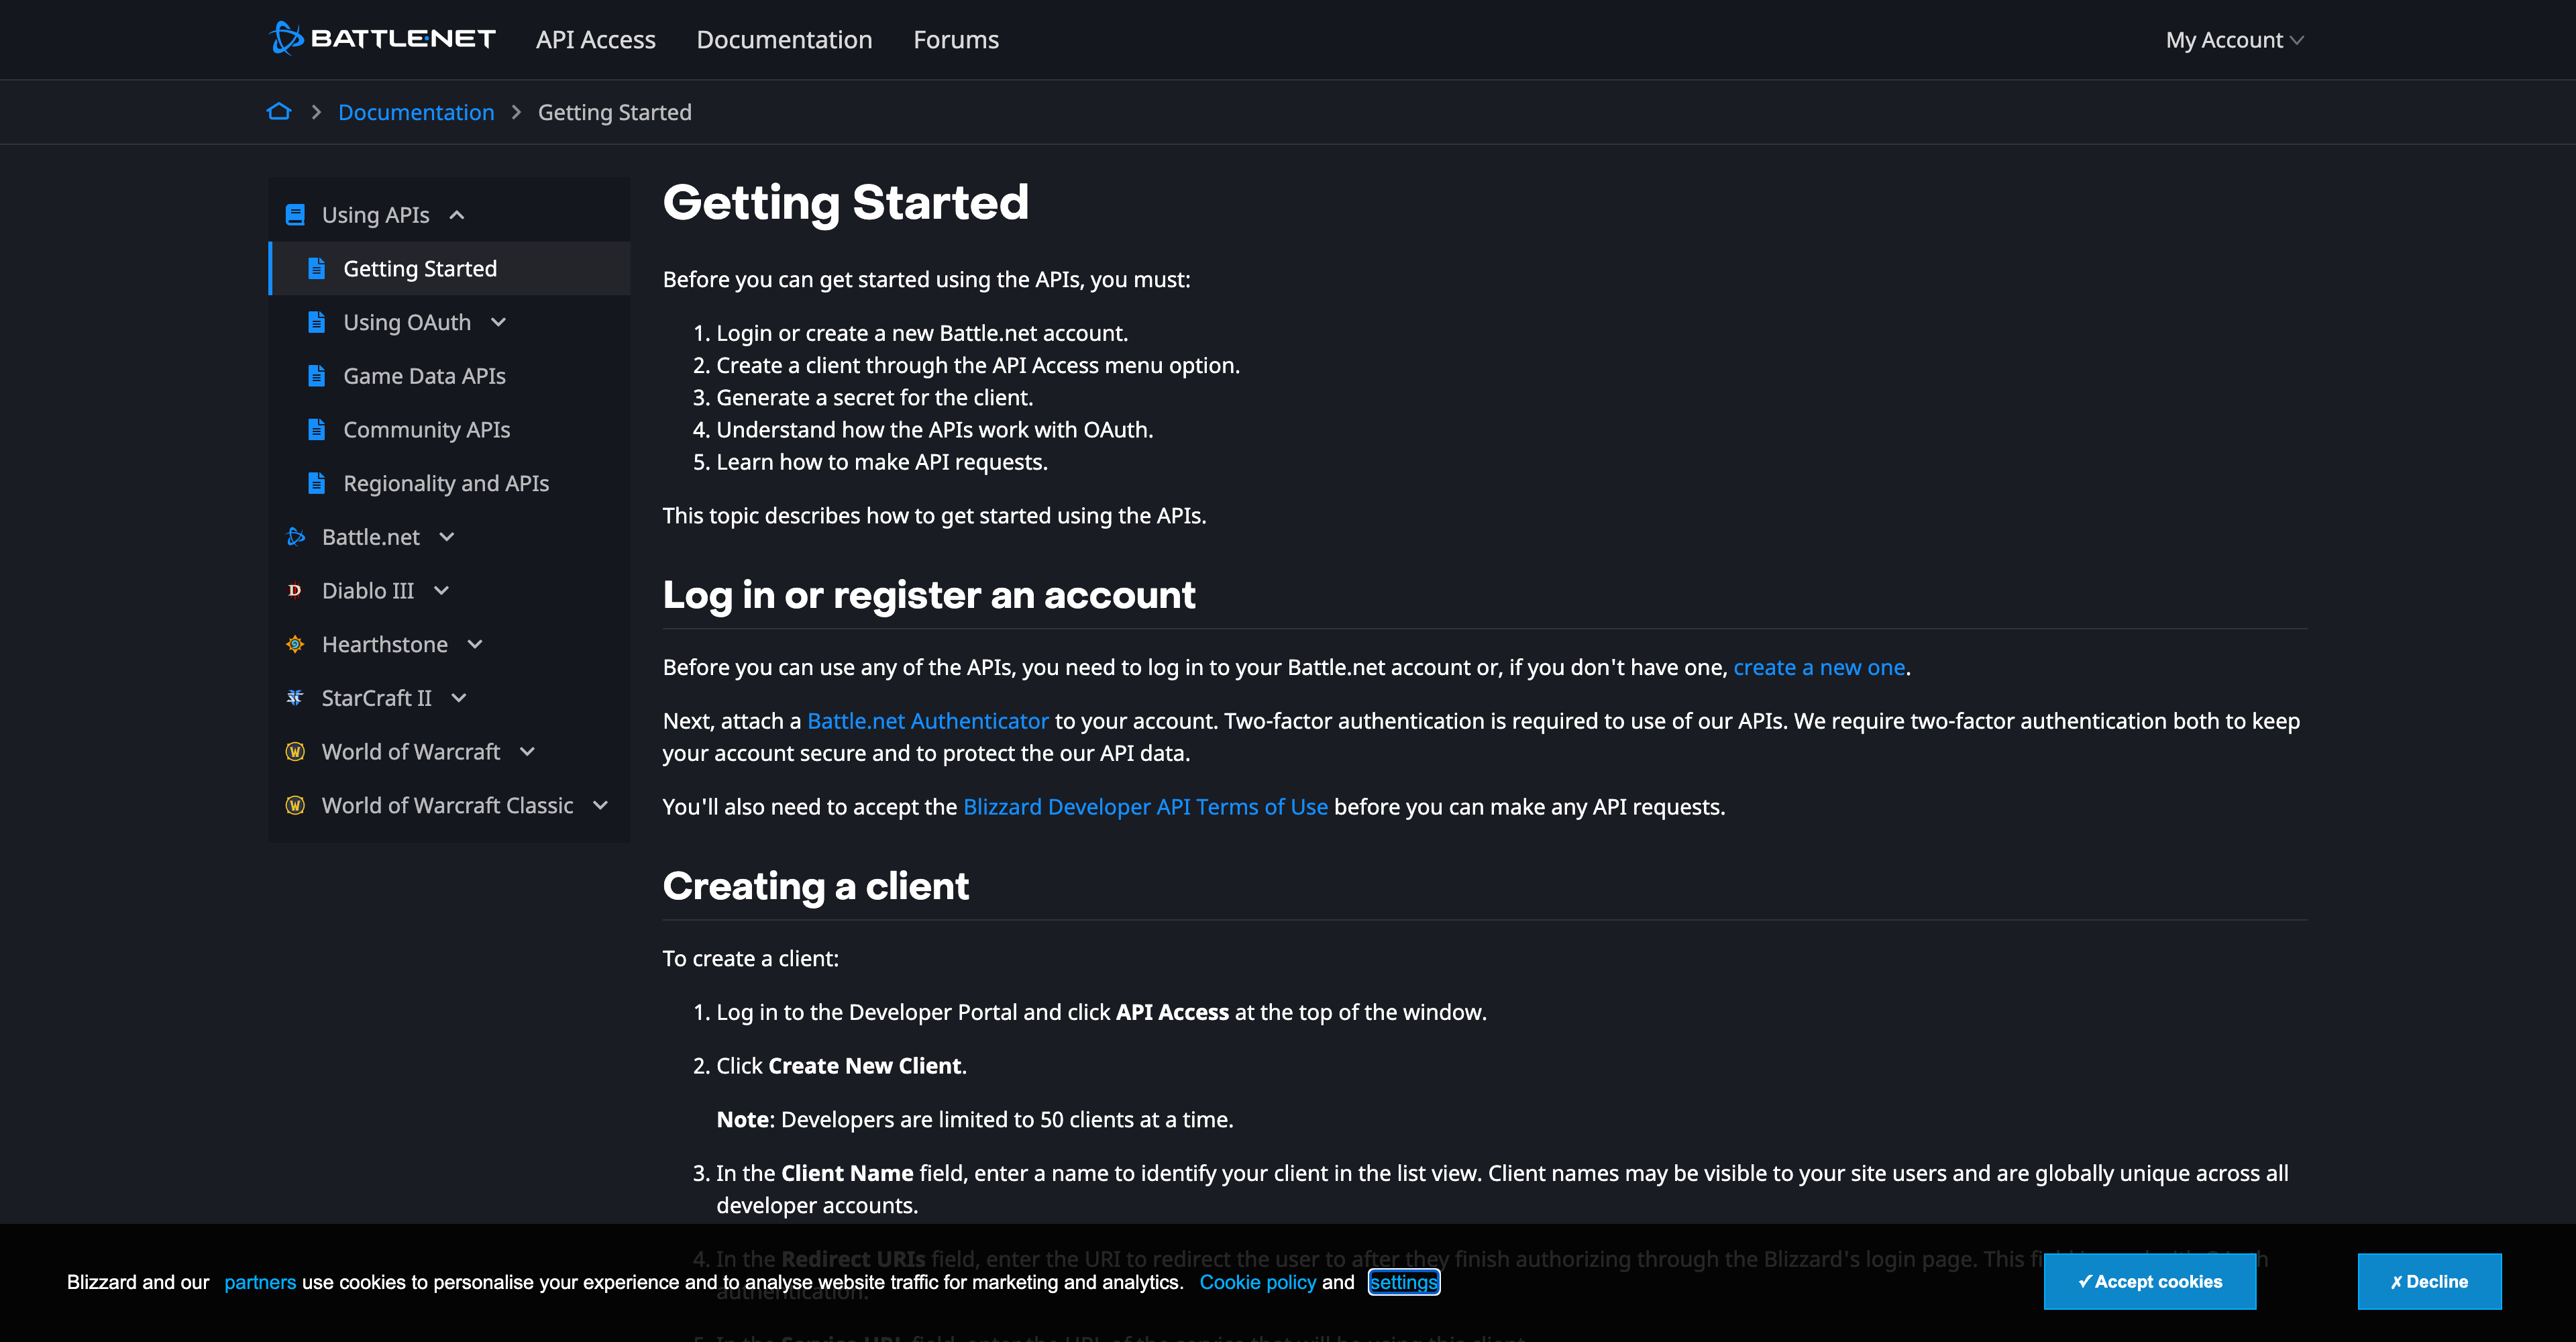 BATTLE.NET API Access Documentation Forums My Account
Documentation Getting Started
Using APIs
Getting Started
Using OAuth
Game Data APIs
Community APIs
Regionality and APIs
Battle.net
Diablo III
Hearthstone
StarCraft II
World of Warcraft
World of Warcraft Classic
Getting Started
Before you can get started using the APIs, you must:
1. Login or create a new Battle.net account.
2. Create a client through the API Access menu option.
3. Generate a secret for the client.
4. Understand how the APIs work with OAuth.
5. Learn how to make API requests.
This topic describes how to get started using the APIs.
Log in or register an account
Before you can use any of the APIs, you need to log in to your Battle.net account or, if you don't have one, create a new one.
Next, attach a Battle.net Authenticator to your account. Two-factor authentication is required to use of our APIs. We require two-factor authentication both to keep
your account secure and to protect the our API data.
You'll also need to accept the Blizzard Developer API Terms of Use before you can make any API requests.
Creating a client
To create a client:
1. Log in to the Developer Portal and click API Access at the top of the window.
2. Click Create New Client.
Note: Developers are limited to 50 clients at a time.
3. In the Client Name field, enter a name to identify your client in the list view. Client names may be visible to your site users and are globally unique across all
developer accounts.
4. In the Redirect URIs field, enter the URI to redirect the user to after they finish authorizing through the Blizzard's login page. This
authentication.
Blizzard and our partners use cookies to personalise your experience and to analyse website traffic for marketing and analytics. Cookie policy and settings
✓Accept cookies ✗Decline